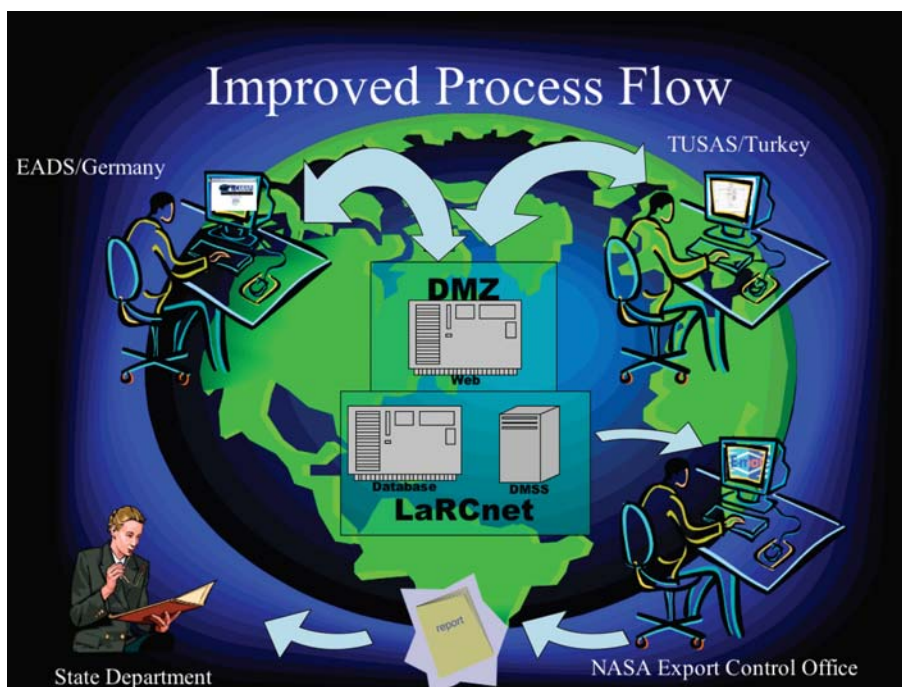 Improved Process Flow
EADS/Germany
TUSAS/Turkey
DMZ
Web
Database
DMSS
LaRCnet
report
State Department
NASA Export Control Office